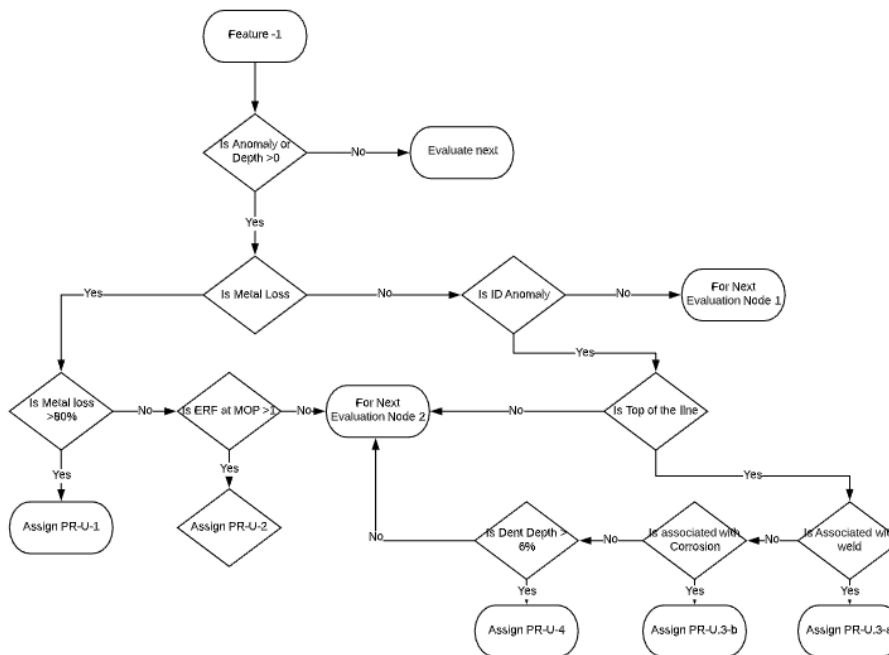 Feature -1
Is Anomaly or
Depth >0
No
Evaluate next
Yes
Is Metal Loss
Yes
No
Is ID Anomaly
No
For Next
Evaluation Node 1
Yes
Is Metal loss
>80%
No
Is ERF at MOP >1
No
For Next
Evaluation Node 2
No
Is Top of the line
Yes
Yes
Yes
Assign PR-U-1
Assign PR-U-2
No
Is Dent Depth >
6%
No
Is associated with
Corrosion
No
Is Associated with
weld
Yes
Yes
Yes
Assign PR-U-4
Assign PR-U.3-b
Assign PR-U.3-a